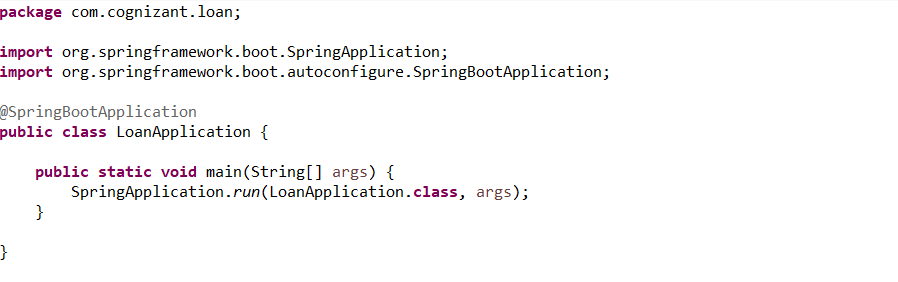 package com.cognizant.loan;
import org.springframework.boot.SpringApplication;
import org.springframework.boot.autoconfigure.SpringBootApplication;
@SpringBootApplication
public class LoanApplication {
public static void main(String[] args) {
SpringApplication.run(LoanApplication.class, args);
}
}